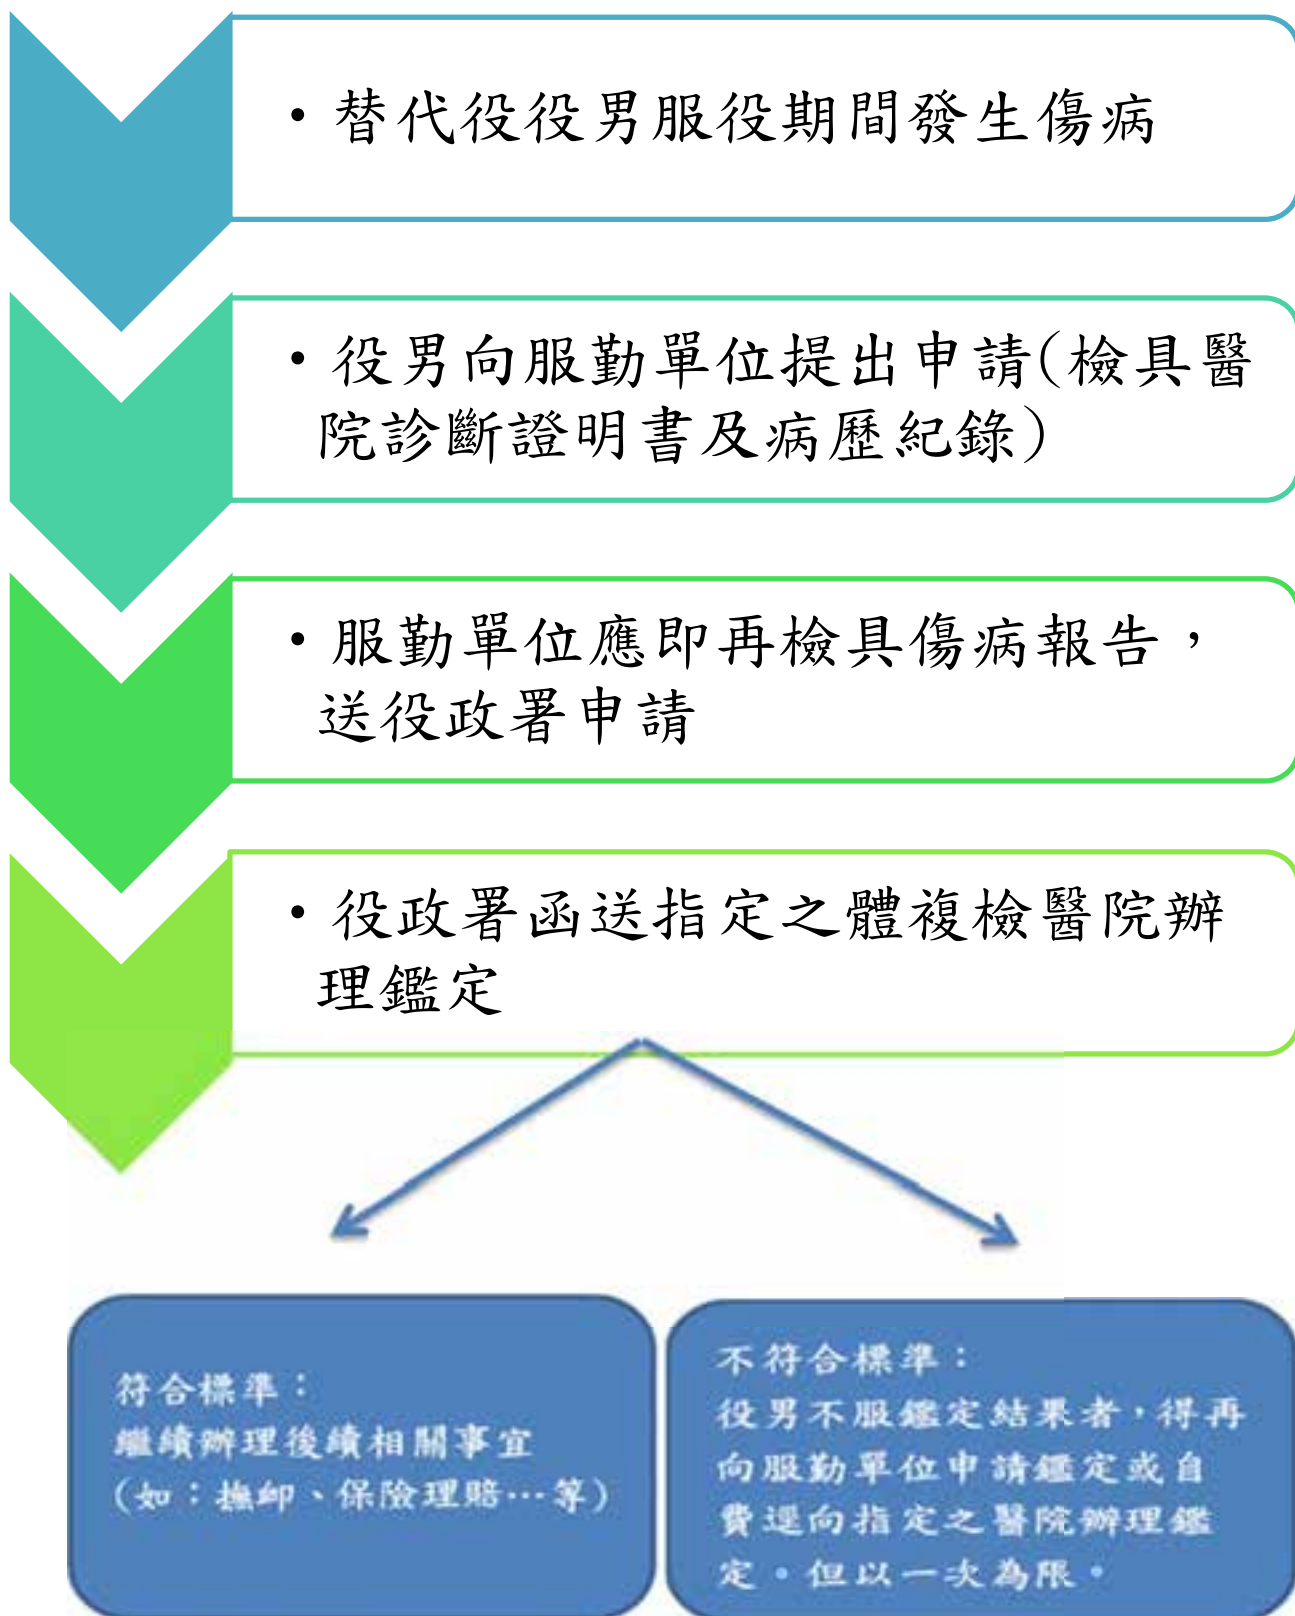 • 替代役役男服役期間發生傷病
• 役男向服勤單位提出申請(檢具醫
院診斷證明書及病歷紀錄)
• 服勤單位應即再檢具傷病報告，
送役政署申請
• 役政署函送指定之體複檢醫院辦
理鑑定
符合標準：
繼續辦理後續相關事宜
(如：撫卹、保險理賠…等)
不符合標準：
役男不服鑑定結果者，得再
向服勤單位申請鑑定或自
費逕向指定之醫院辦理鑑
定。但以一次為限。